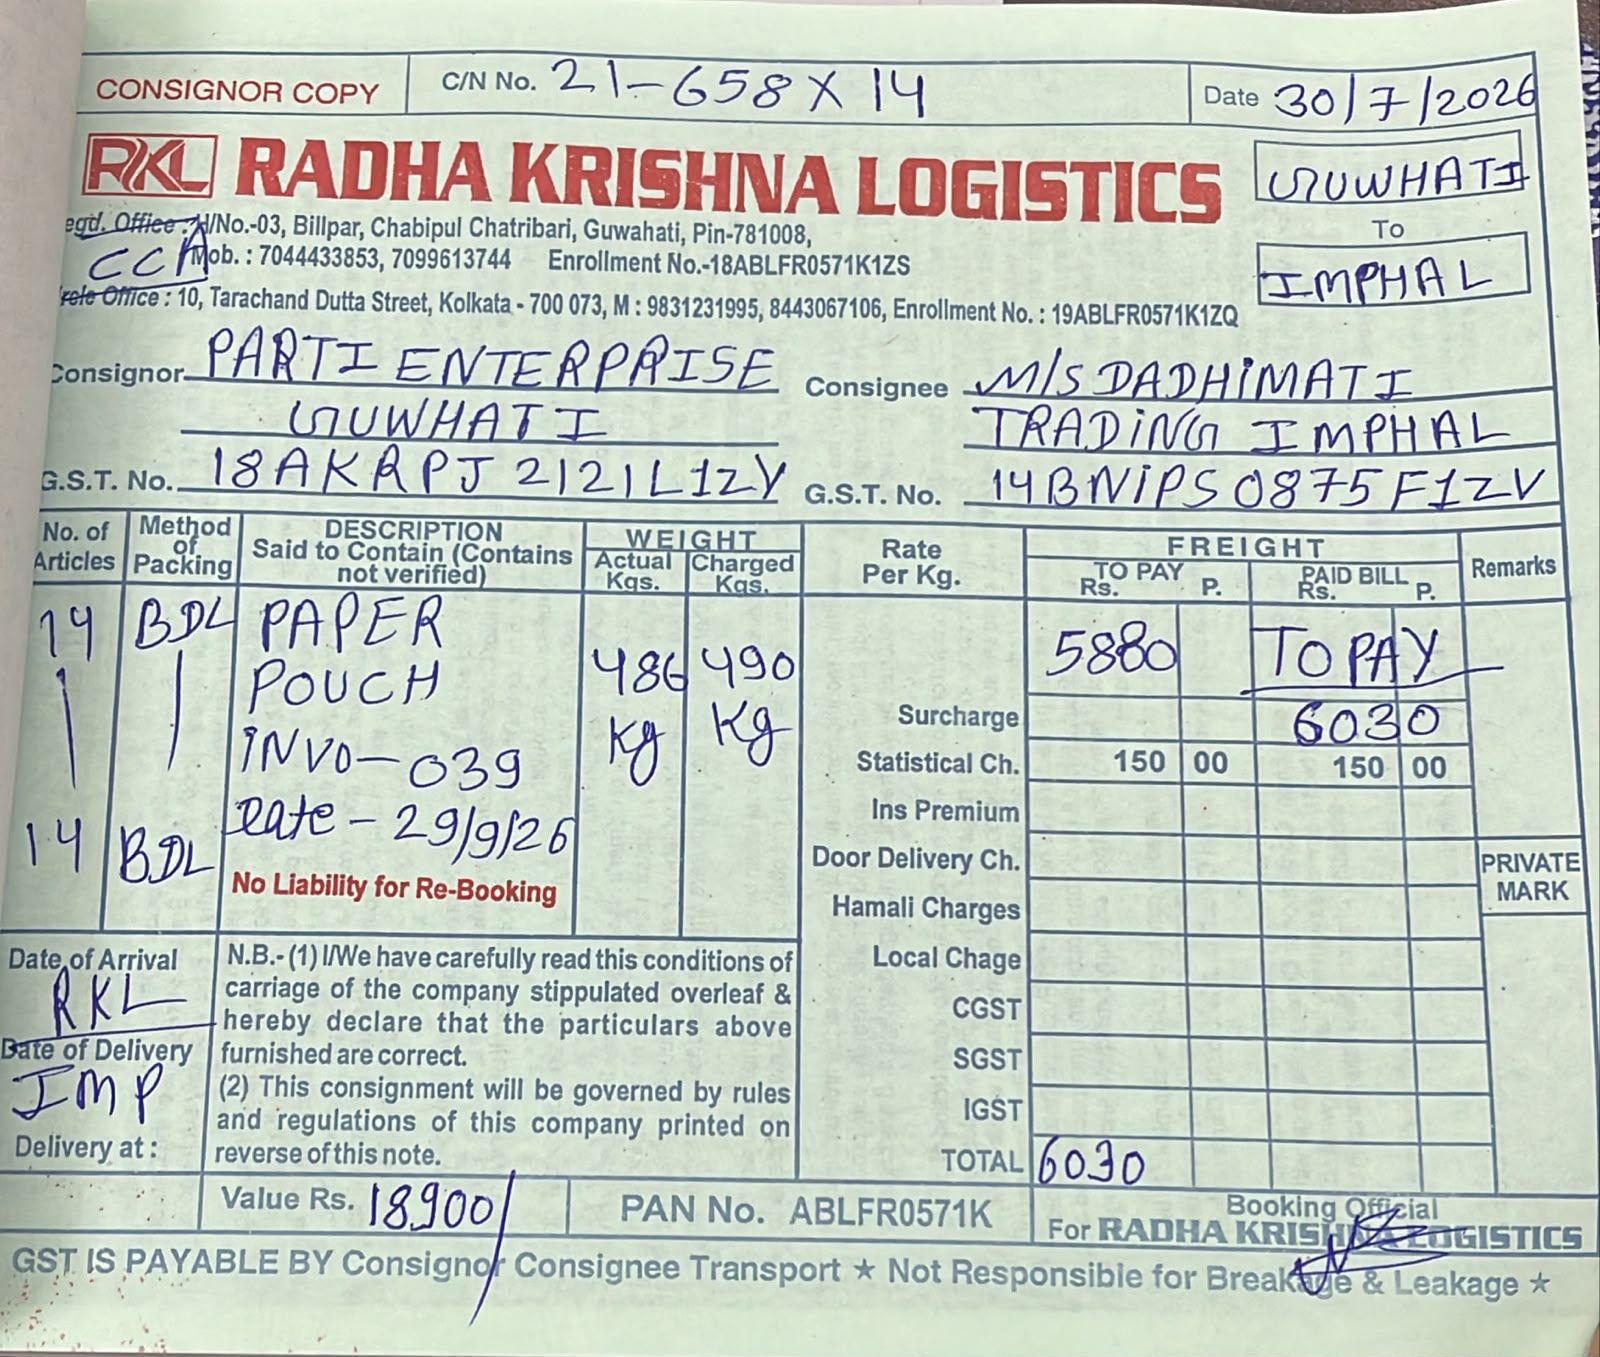 CONSIGNOR COPY C/N No. 21-658 X 14 Date 30/7/2026
RKL RADHA KRISHNA LOGISTICS GUWHATI
egd. Office : H/No.-03, Billpar, Chabipul Chatribari, Guwahati, Pin-781008, To
CCA Mob. : 7044433853, 7099613744 Enrollment No.-18ABLFR0571K1ZS IMPHAL
Office : 10, Tarachand Dutta Street, Kolkata - 700 073, M : 9831231995, 8443067106, Enrollment No. : 19ABLFR0571K1ZQ
Consignor PARTI ENTERPRISE Consignee M/S DADHiMATI
GUWHATI TRADiNG IMPHAL
G.S.T. No. 18AKRPJ2121L1ZY G.S.T. No. 14BNiPS0875F1ZV
No. of Articles Method of Packing DESCRIPTION Said to Contain (Contains not verified) WEIGHT Actual Kgs. Charged Kgs. Rate Per Kg. FREIGHT TO PAY Rs. P. PAID BILL Rs. P. Remarks
14 BDL PAPER 5880 TO PAY
POUCH 486 490
Kg Kg Surcharge 6030
iNVO-039 Statistical Ch. 150 00 150 00
Date - 29/9/26 Ins Premium
14 BDL Door Delivery Ch. PRIVATE MARK
No Liability for Re-Booking Hamali Charges
Date of Arrival RKL
Date of Delivery IMP
Delivery at :
N.B.- (1) I/We have carefully read this conditions of
carriage of the company stippulated overleaf &
hereby declare that the particulars above
furnished are correct.
(2) This consignment will be governed by rules
and regulations of this company printed on
reverse of this note.
Local Chage
CGST
SGST
IGST
TOTAL 6030
Value Rs. 18900/ PAN No. ABLFR0571K Booking Official
For RADHA KRISHNA LOGISTICS
GST IS PAYABLE BY Consignor Consignee Transport ★ Not Responsible for Breakage & Leakage ★